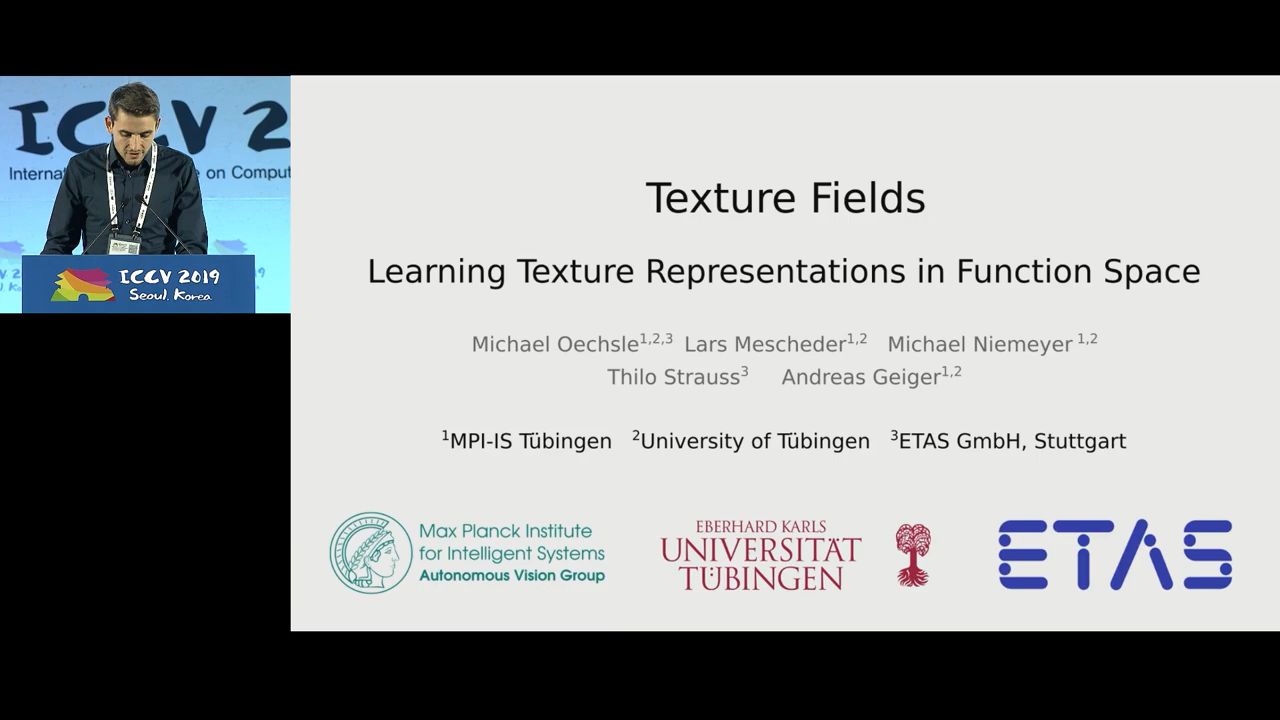 ICCV 2
Interna
e on Comput
ICCV 2019
Seoul, Korea
Texture Fields
Learning Texture Representations in Function Space
Michael Oechsle1,2,3 Lars Mescheder1,2 Michael Niemeyer 1,2
Thilo Strauss3 Andreas Geiger1,2
1MPI-IS Tübingen 2University of Tübingen 3ETAS GmbH, Stuttgart
Max Planck Institute
for Intelligent Systems
Autonomous Vision Group
EBERHARD KARLS
UNIVERSITÄT
TÜBINGEN
ETAS